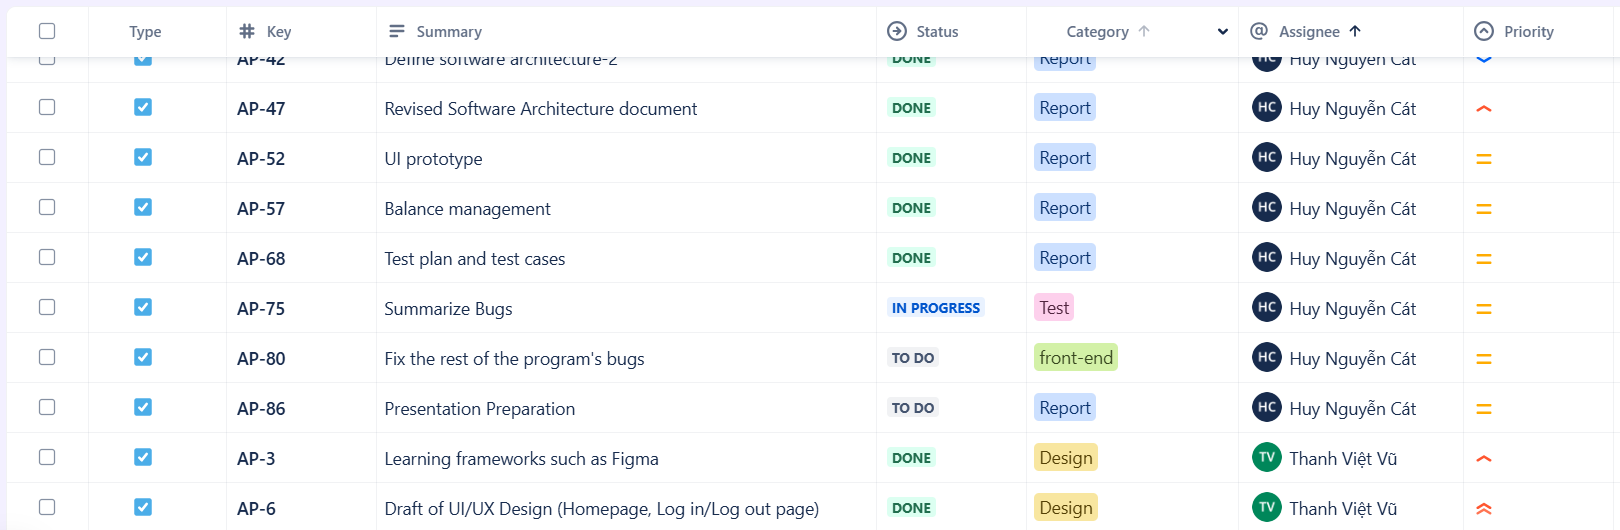 Type Key Summary Status Category Assignee Priority
AP-42 Define software architecture-2 DONE Report HC Huy Nguyễn Cát
AP-47 Revised Software Architecture document DONE Report HC Huy Nguyễn Cát
AP-52 UI prototype DONE Report HC Huy Nguyễn Cát
AP-57 Balance management DONE Report HC Huy Nguyễn Cát
AP-68 Test plan and test cases DONE Report HC Huy Nguyễn Cát
AP-75 Summarize Bugs IN PROGRESS Test HC Huy Nguyễn Cát
AP-80 Fix the rest of the program's bugs TO DO front-end HC Huy Nguyễn Cát
AP-86 Presentation Preparation TO DO Report HC Huy Nguyễn Cát
AP-3 Learning frameworks such as Figma DONE Design TV Thanh Việt Vũ
AP-6 Draft of UI/UX Design (Homepage, Log in/Log out page) DONE Design TV Thanh Việt Vũ